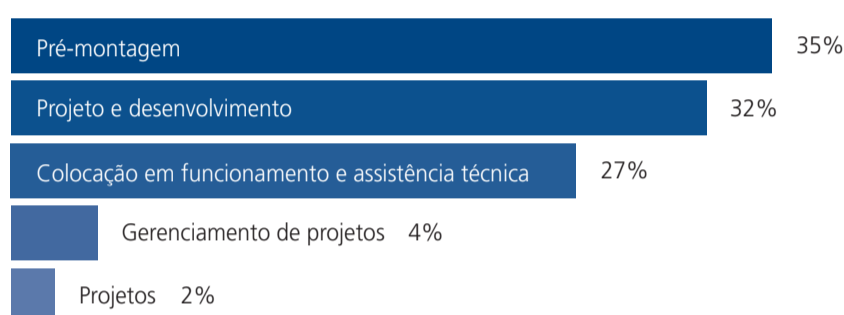 Pré-montagem 35%
Projeto e desenvolvimento 32%
Colocação em funcionamento e assistência técnica 27%
Gerenciamento de projetos 4%
Projetos 2%